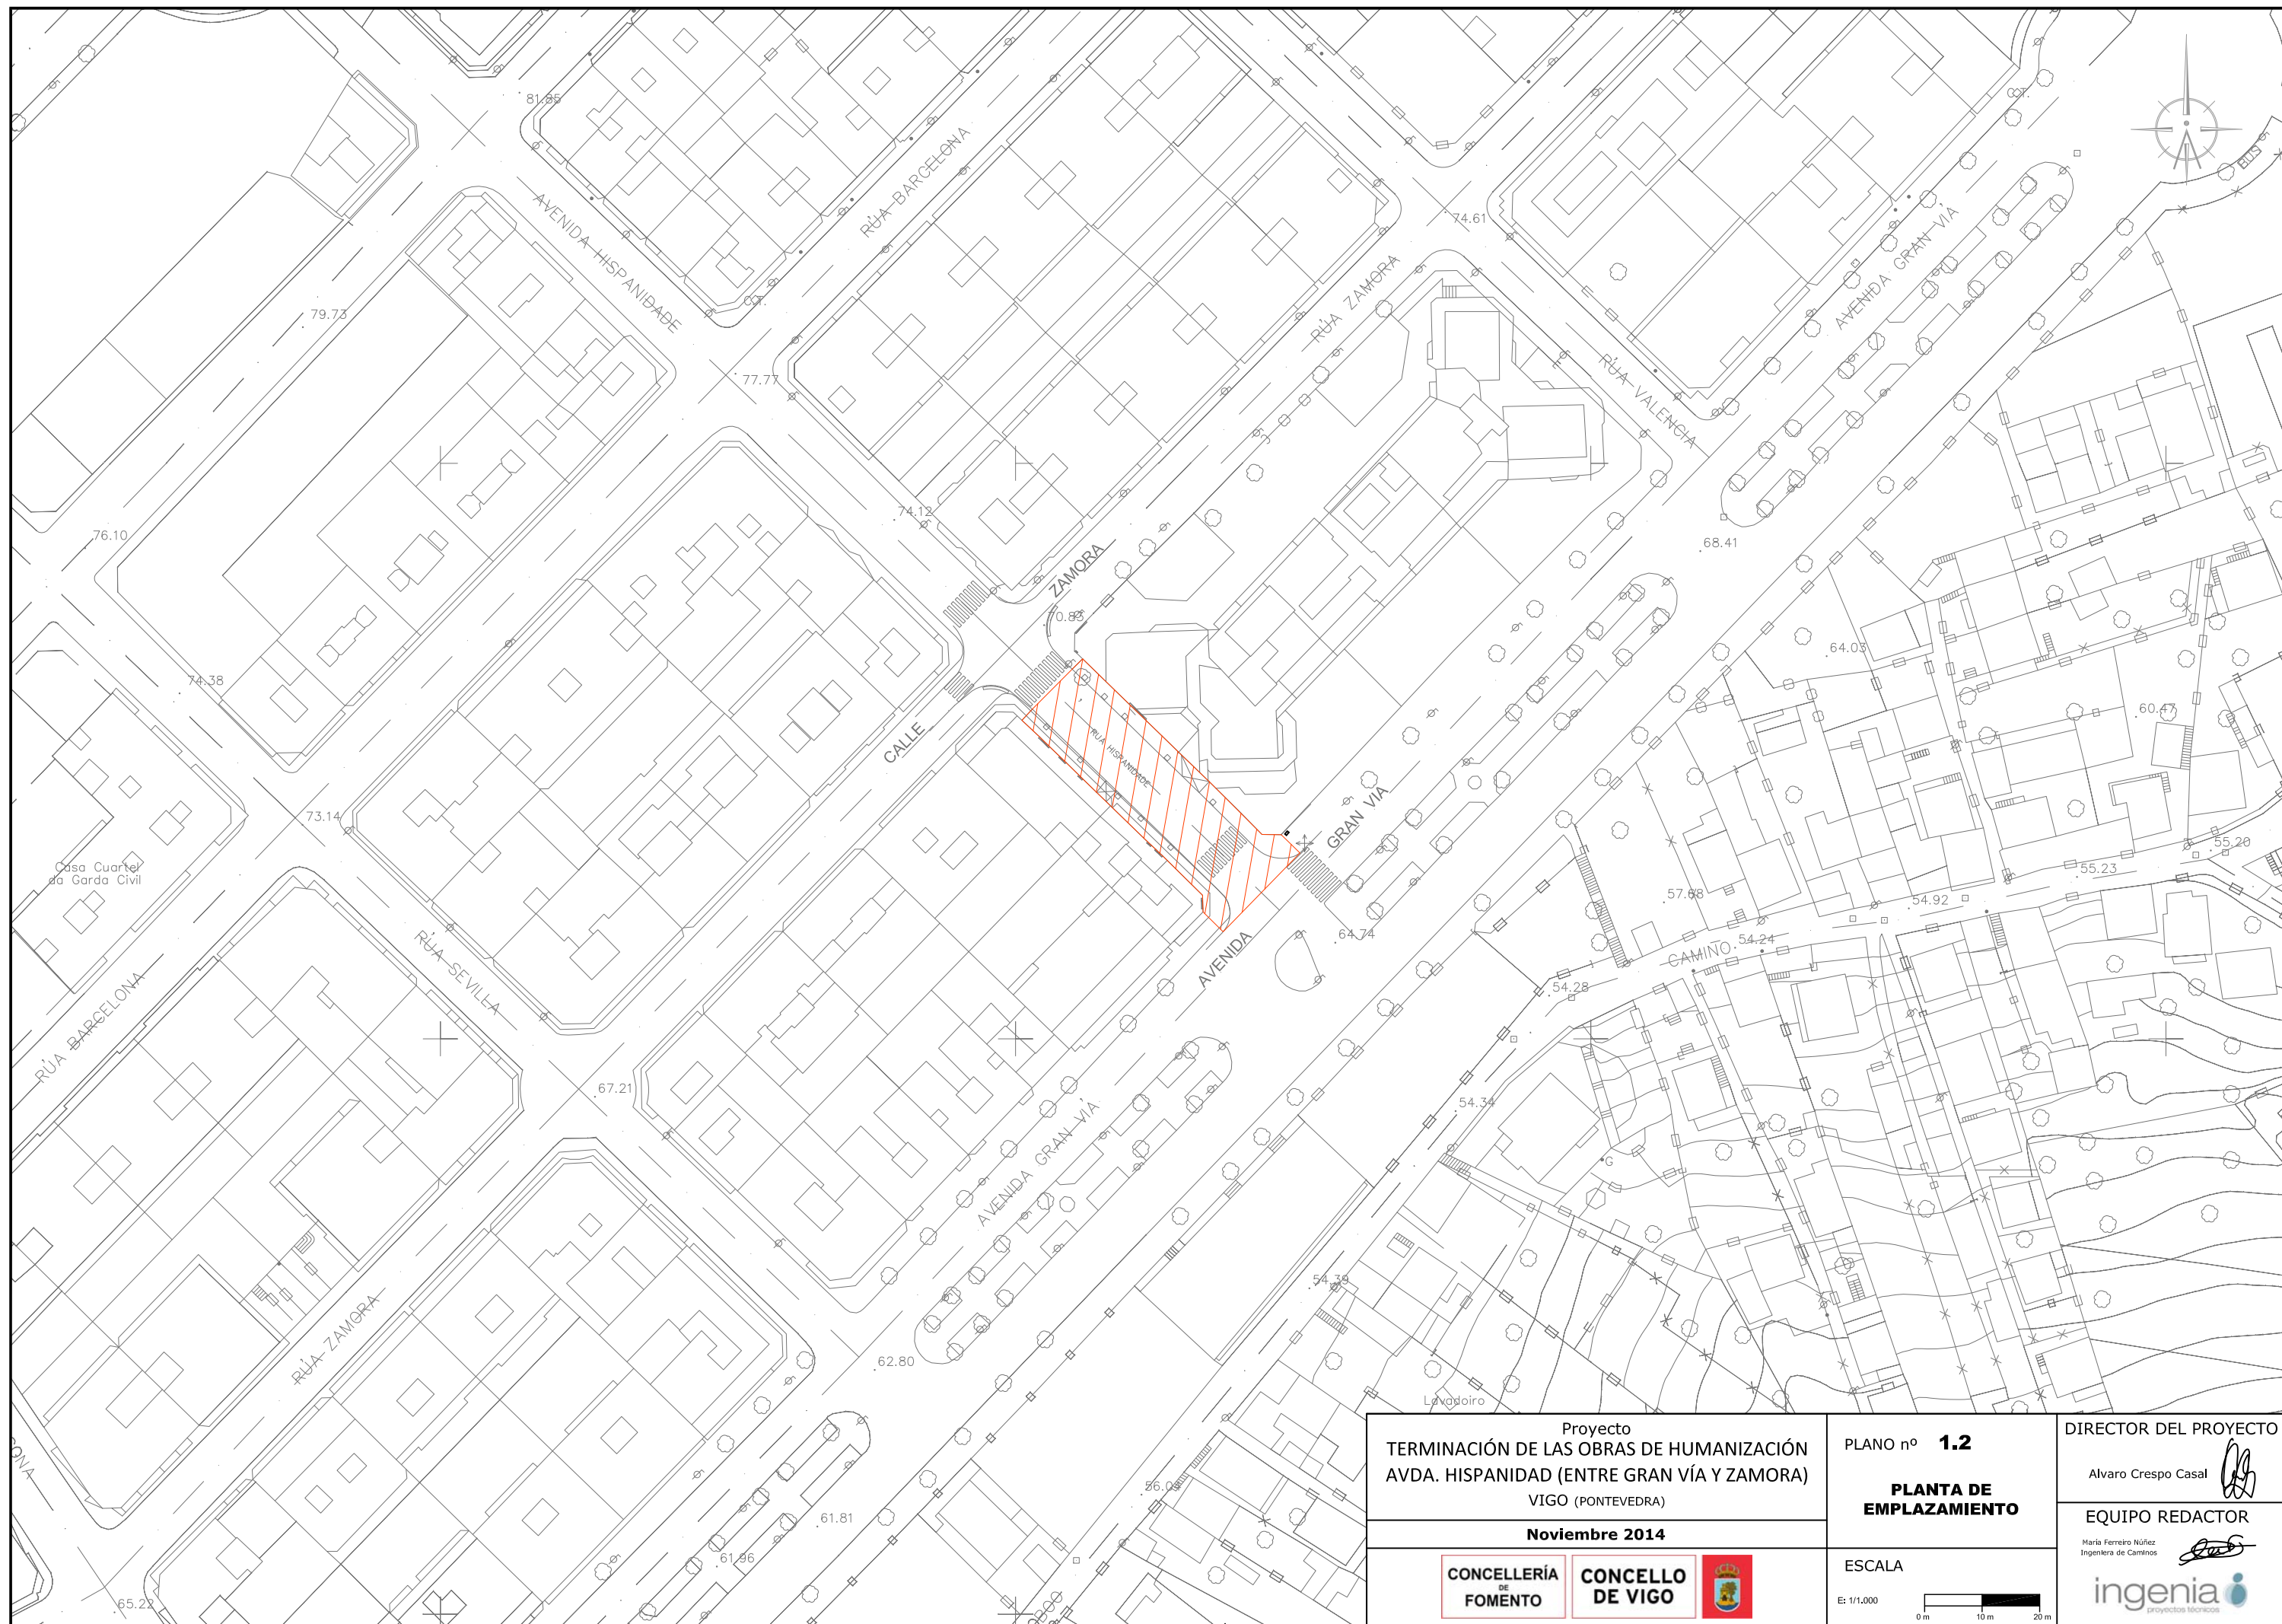 81.85
AVENIDA HISPANIDADE
RÚA BARCELONA
C.T.
79.73
77.77
76.10
74.12
74.61
RÚA ZAMORA
RÚA VALENCIA
AVENIDA GRAN VÍA
C.T.
BUS
68.41
64.03
60.47
ZAMORA
70.83
74.38
CALLE
RUA HISPANIDADE
GRAN VIA
AVENIDA
64.74
73.14
Casa Cuartel
da Garda Civil
RÚA SEVILLA
RÚA BARCELONA
67.21
55.20
55.23
54.92
57.68
54.24
CAMIÑO
54.28
54.34
G
AVENIDA GRAN VÍA
RÚA ZAMORA
54.39
62.80
Lavadoiro
56.04
61.81
61.96
65.22
Proyecto
TERMINACIÓN DE LAS OBRAS DE HUMANIZACIÓN
AVDA. HISPANIDAD (ENTRE GRAN VÍA Y ZAMORA)
VIGO (PONTEVEDRA)
Noviembre 2014
CONCELLERÍA
DE
FOMENTO
CONCELLO
DE VIGO
PLANO nº 1.2
PLANTA DE
EMPLAZAMIENTO
ESCALA
E: 1/1.000
0 m 10 m 20 m
DIRECTOR DEL PROYECTO
Alvaro Crespo Casal
EQUIPO REDACTOR
María Ferreiro Núñez
Ingeniera de Caminos
ingenia
proyectos técnicos